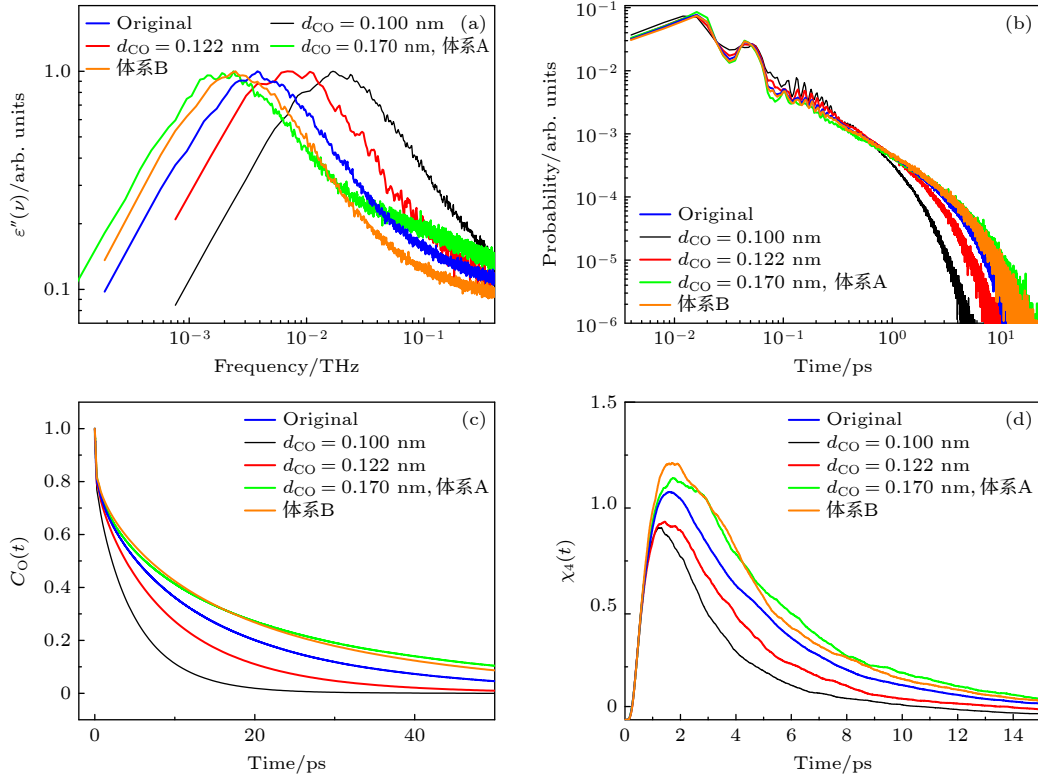 Original
d_CO = 0.100 nm
(a)
d_CO = 0.122 nm
d_CO = 0.170 nm, 体系A
体系B
1.0
0.1
ε″(ν)/arb. units
10⁻³
10⁻²
10⁻¹
Frequency/THz
10⁻¹
(b)
10⁻²
10⁻³
10⁻⁴
10⁻⁵
10⁻⁶
Probability/arb. units
Original
d_CO = 0.100 nm
d_CO = 0.122 nm
d_CO = 0.170 nm, 体系A
体系B
10⁻²
10⁻¹
10⁰
10¹
Time/ps
Original
(c)
d_CO = 0.100 nm
d_CO = 0.122 nm
d_CO = 0.170 nm, 体系A
体系B
1.0
0.8
0.6
0.4
0.2
0
C_O(t)
0
20
40
Time/ps
1.5
1.0
0.5
0
χ₄(t)
Original
(d)
d_CO = 0.100 nm
d_CO = 0.122 nm
d_CO = 0.170 nm, 体系A
体系B
0
2
4
6
8
10
12
14
Time/ps